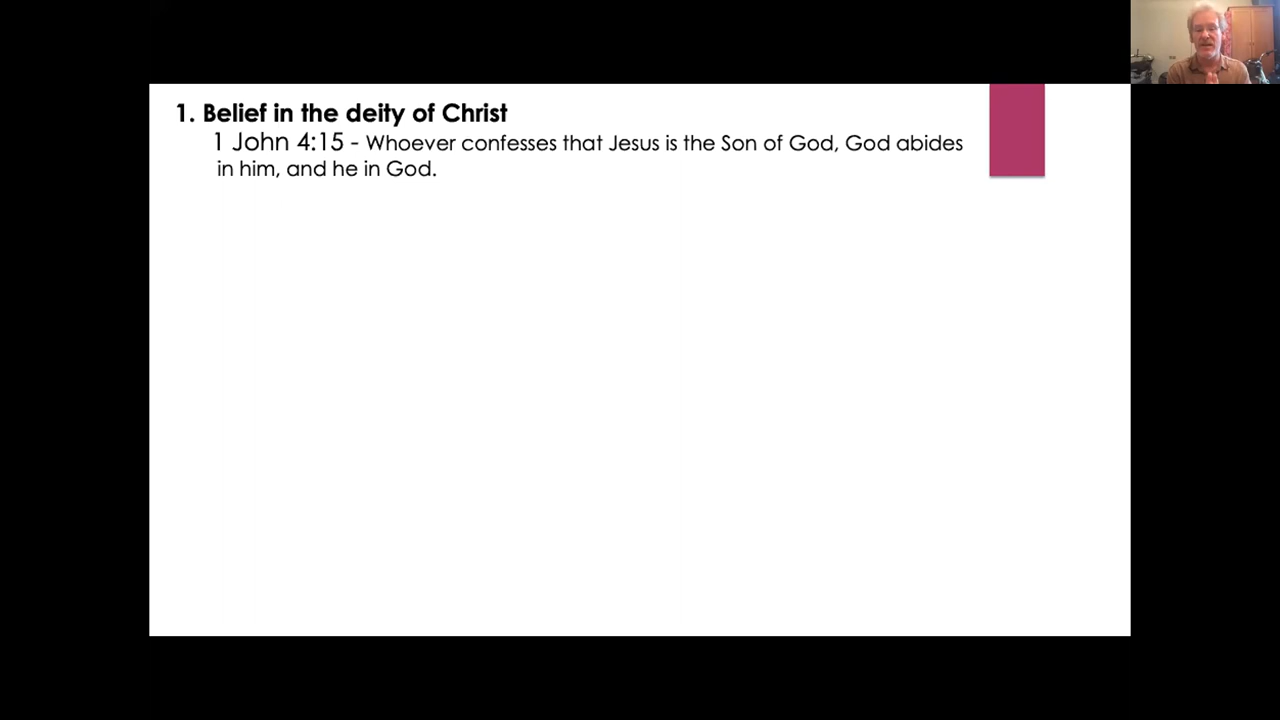 1. Belief in the deity of Christ
1 John 4:15 - Whoever confesses that Jesus is the Son of God, God abides
in him, and he in God.